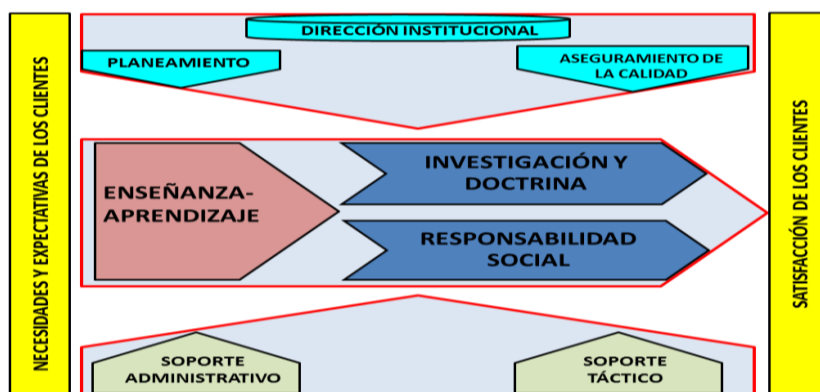 NECESIDADES Y EXPECTATIVAS DE LOS CLIENTES
DIRECCIÓN INSTITUCIONAL
PLANEAMIENTO
ASEGURAMIENTO DE
LA CALIDAD
ENSEÑANZA-
APRENDIZAJE
INVESTIGACIÓN Y
DOCTRINA
RESPONSABILIDAD
SOCIAL
SOPORTE
ADMINISTRATIVO
SOPORTE
TÁCTICO
SATISFACCIÓN DE LOS CLIENTES